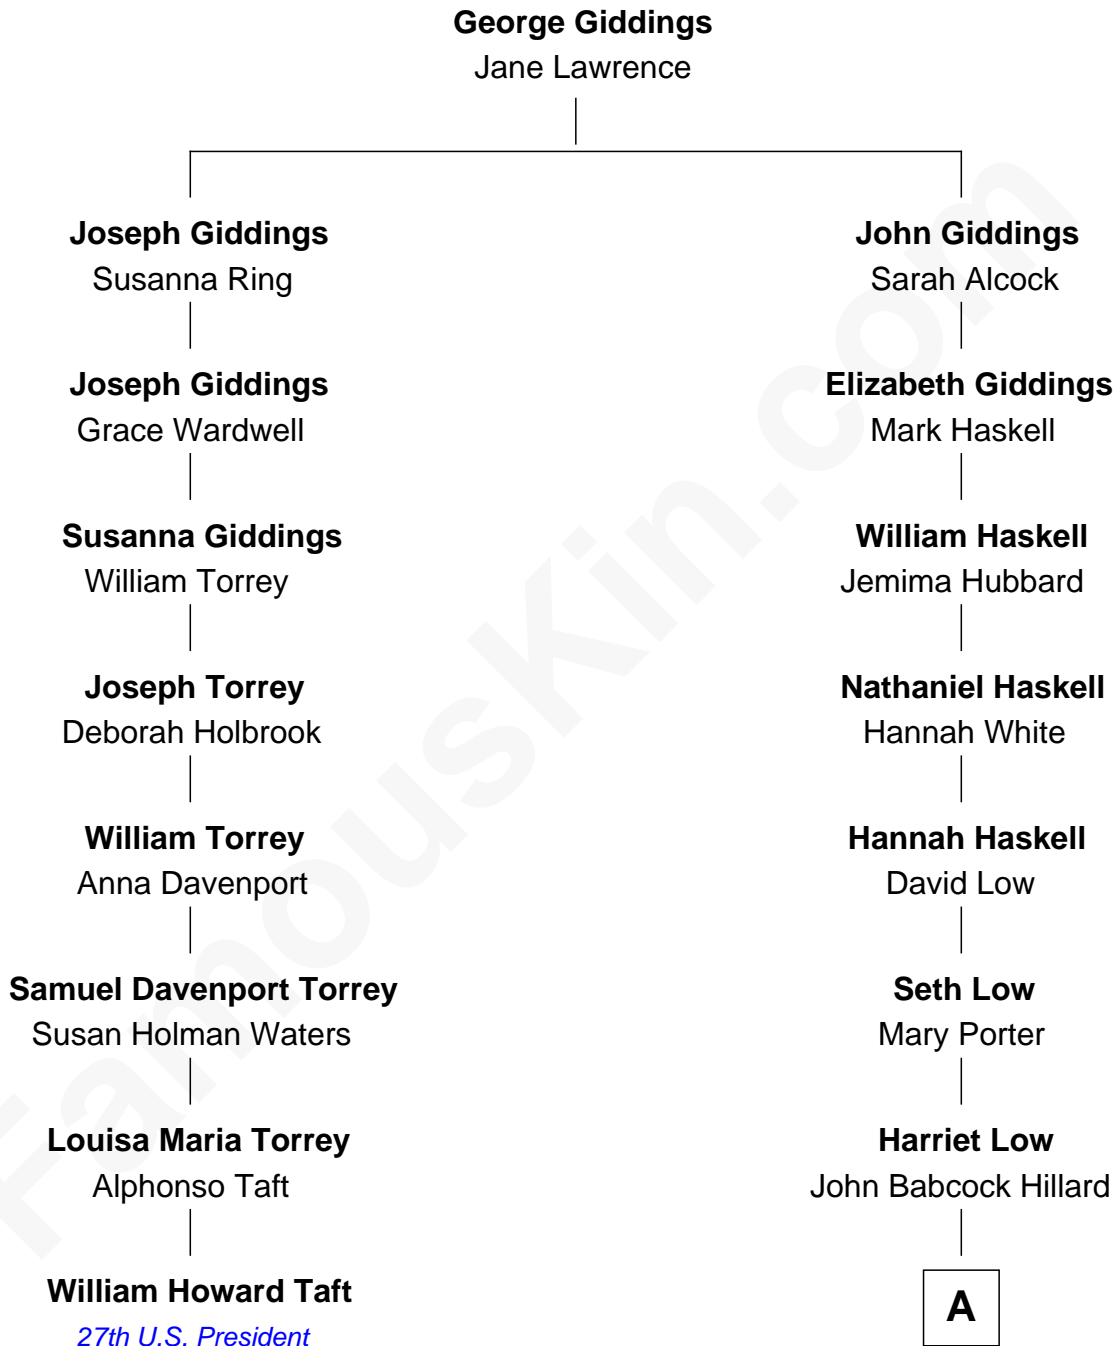 George Giddings
Jane Lawrence
Joseph Giddings
Susanna Ring
John Giddings
Sarah Alcock
Joseph Giddings
Grace Wardwell
Elizabeth Giddings
Mark Haskell
Susanna Giddings
William Torrey
William Haskell
Jemima Hubbard
Joseph Torrey
Deborah Holbrook
Nathaniel Haskell
Hannah White
William Torrey
Anna Davenport
Hannah Haskell
David Low
Samuel Davenport Torrey
Susan Holman Waters
Seth Low
Mary Porter
Louisa Maria Torrey
Alphonso Taft
Harriet Low
John Babcock Hillard
William Howard Taft
27th U.S. President
A
FamousKin.com